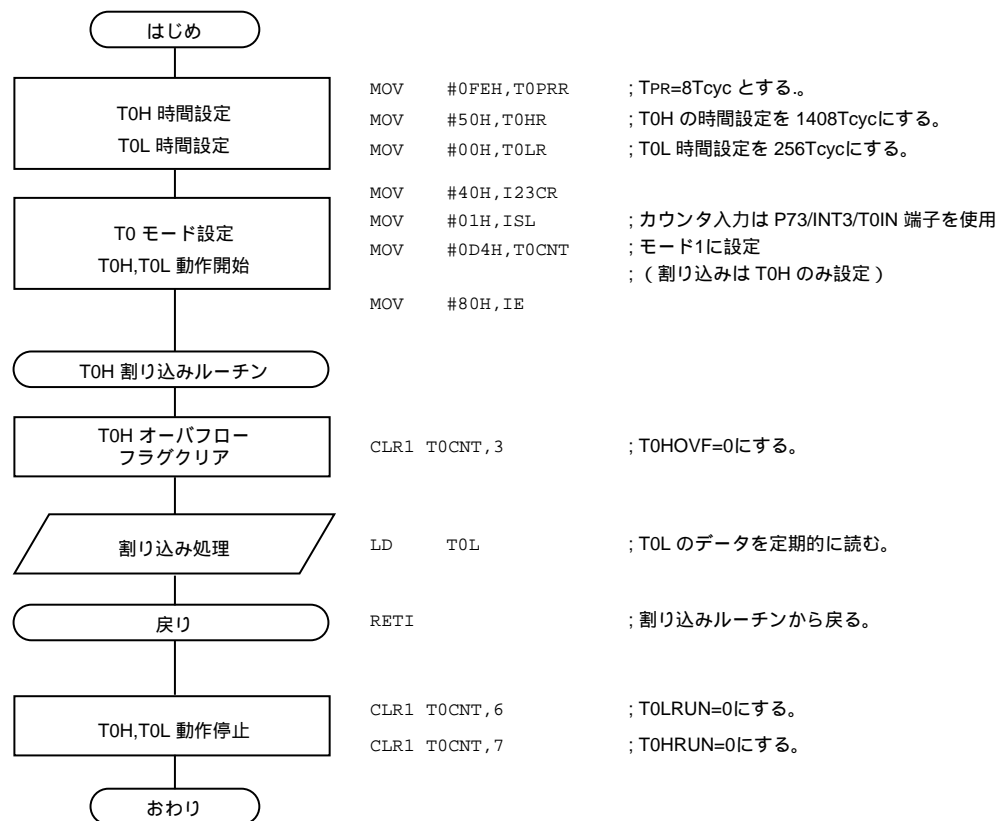 はじめ
T0H 時間設定
T0L 時間設定
MOV #0FEH,T0PRR ; TPR=8Tcyc とする.。
MOV #50H,T0HR ; T0H の時間設定を 1408Tcycにする。
MOV #00H,T0LR ; T0L 時間設定を 256Tcycにする。
T0 モード設定
T0H,T0L 動作開始
MOV #40H,I23CR
MOV #01H,ISL ; カウンタ入力は P73/INT3/T0IN 端子を使用
MOV #0D4H,T0CNT ; モード1に設定
; ( 割り込みは T0H のみ設定 )
MOV #80H,IE
T0H 割り込みルーチン
T0H オーバフロー
フラグクリア
CLR1 T0CNT,3 ; T0HOVF=0にする。
割り込み処理
LD T0L ; T0L のデータを定期的に読む。
戻り
RETI ; 割り込みルーチンから戻る。
T0H,T0L 動作停止
CLR1 T0CNT,6 ; T0LRUN=0にする。
CLR1 T0CNT,7 ; T0HRUN=0にする。
おわり